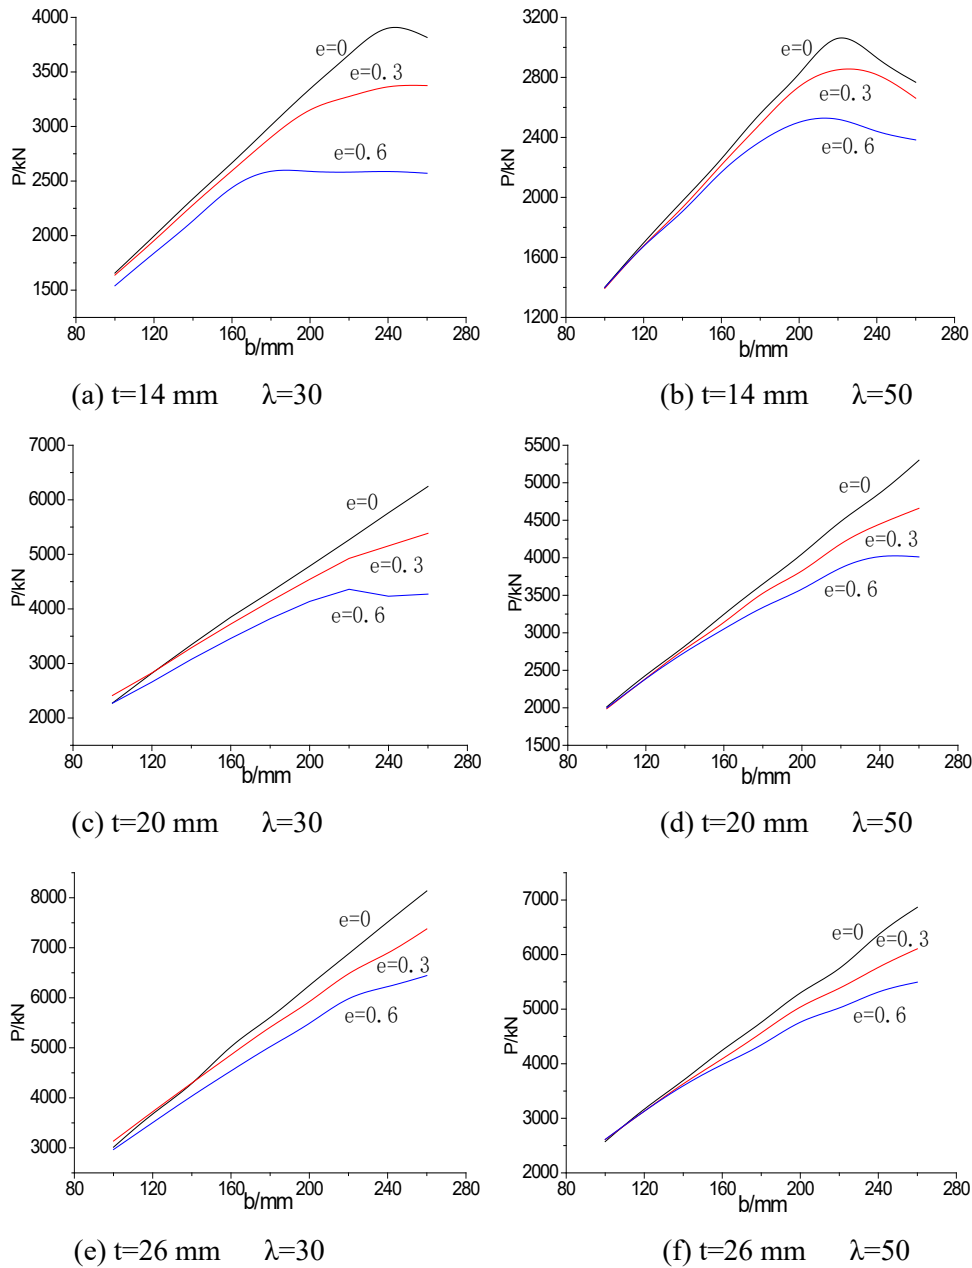 4000
3500
3000
2500
2000
1500
P/kN
e=0
e=0.3
e=0.6
80 120 160 200 240 280
b/mm
(a) t=14 mm λ=30
3200
2800
2400
2000
1600
1200
P/kN
e=0
e=0.3
e=0.6
80 120 160 200 240 280
b/mm
(b) t=14 mm λ=50
7000
6000
5000
4000
3000
2000
P/kN
e=0
e=0.3
e=0.6
80 120 160 200 240 280
b/mm
(c) t=20 mm λ=30
5500
5000
4500
4000
3500
3000
2500
2000
1500
P/kN
e=0
e=0.3
e=0.6
80 120 160 200 240 280
b/mm
(d) t=20 mm λ=50
8000
7000
6000
5000
4000
3000
P/kN
e=0
e=0.3
e=0.6
80 120 160 200 240 280
b/mm
(e) t=26 mm λ=30
7000
6000
5000
4000
3000
2000
P/kN
e=0
e=0.3
e=0.6
80 120 160 200 240 280
b/mm
(f) t=26 mm λ=50